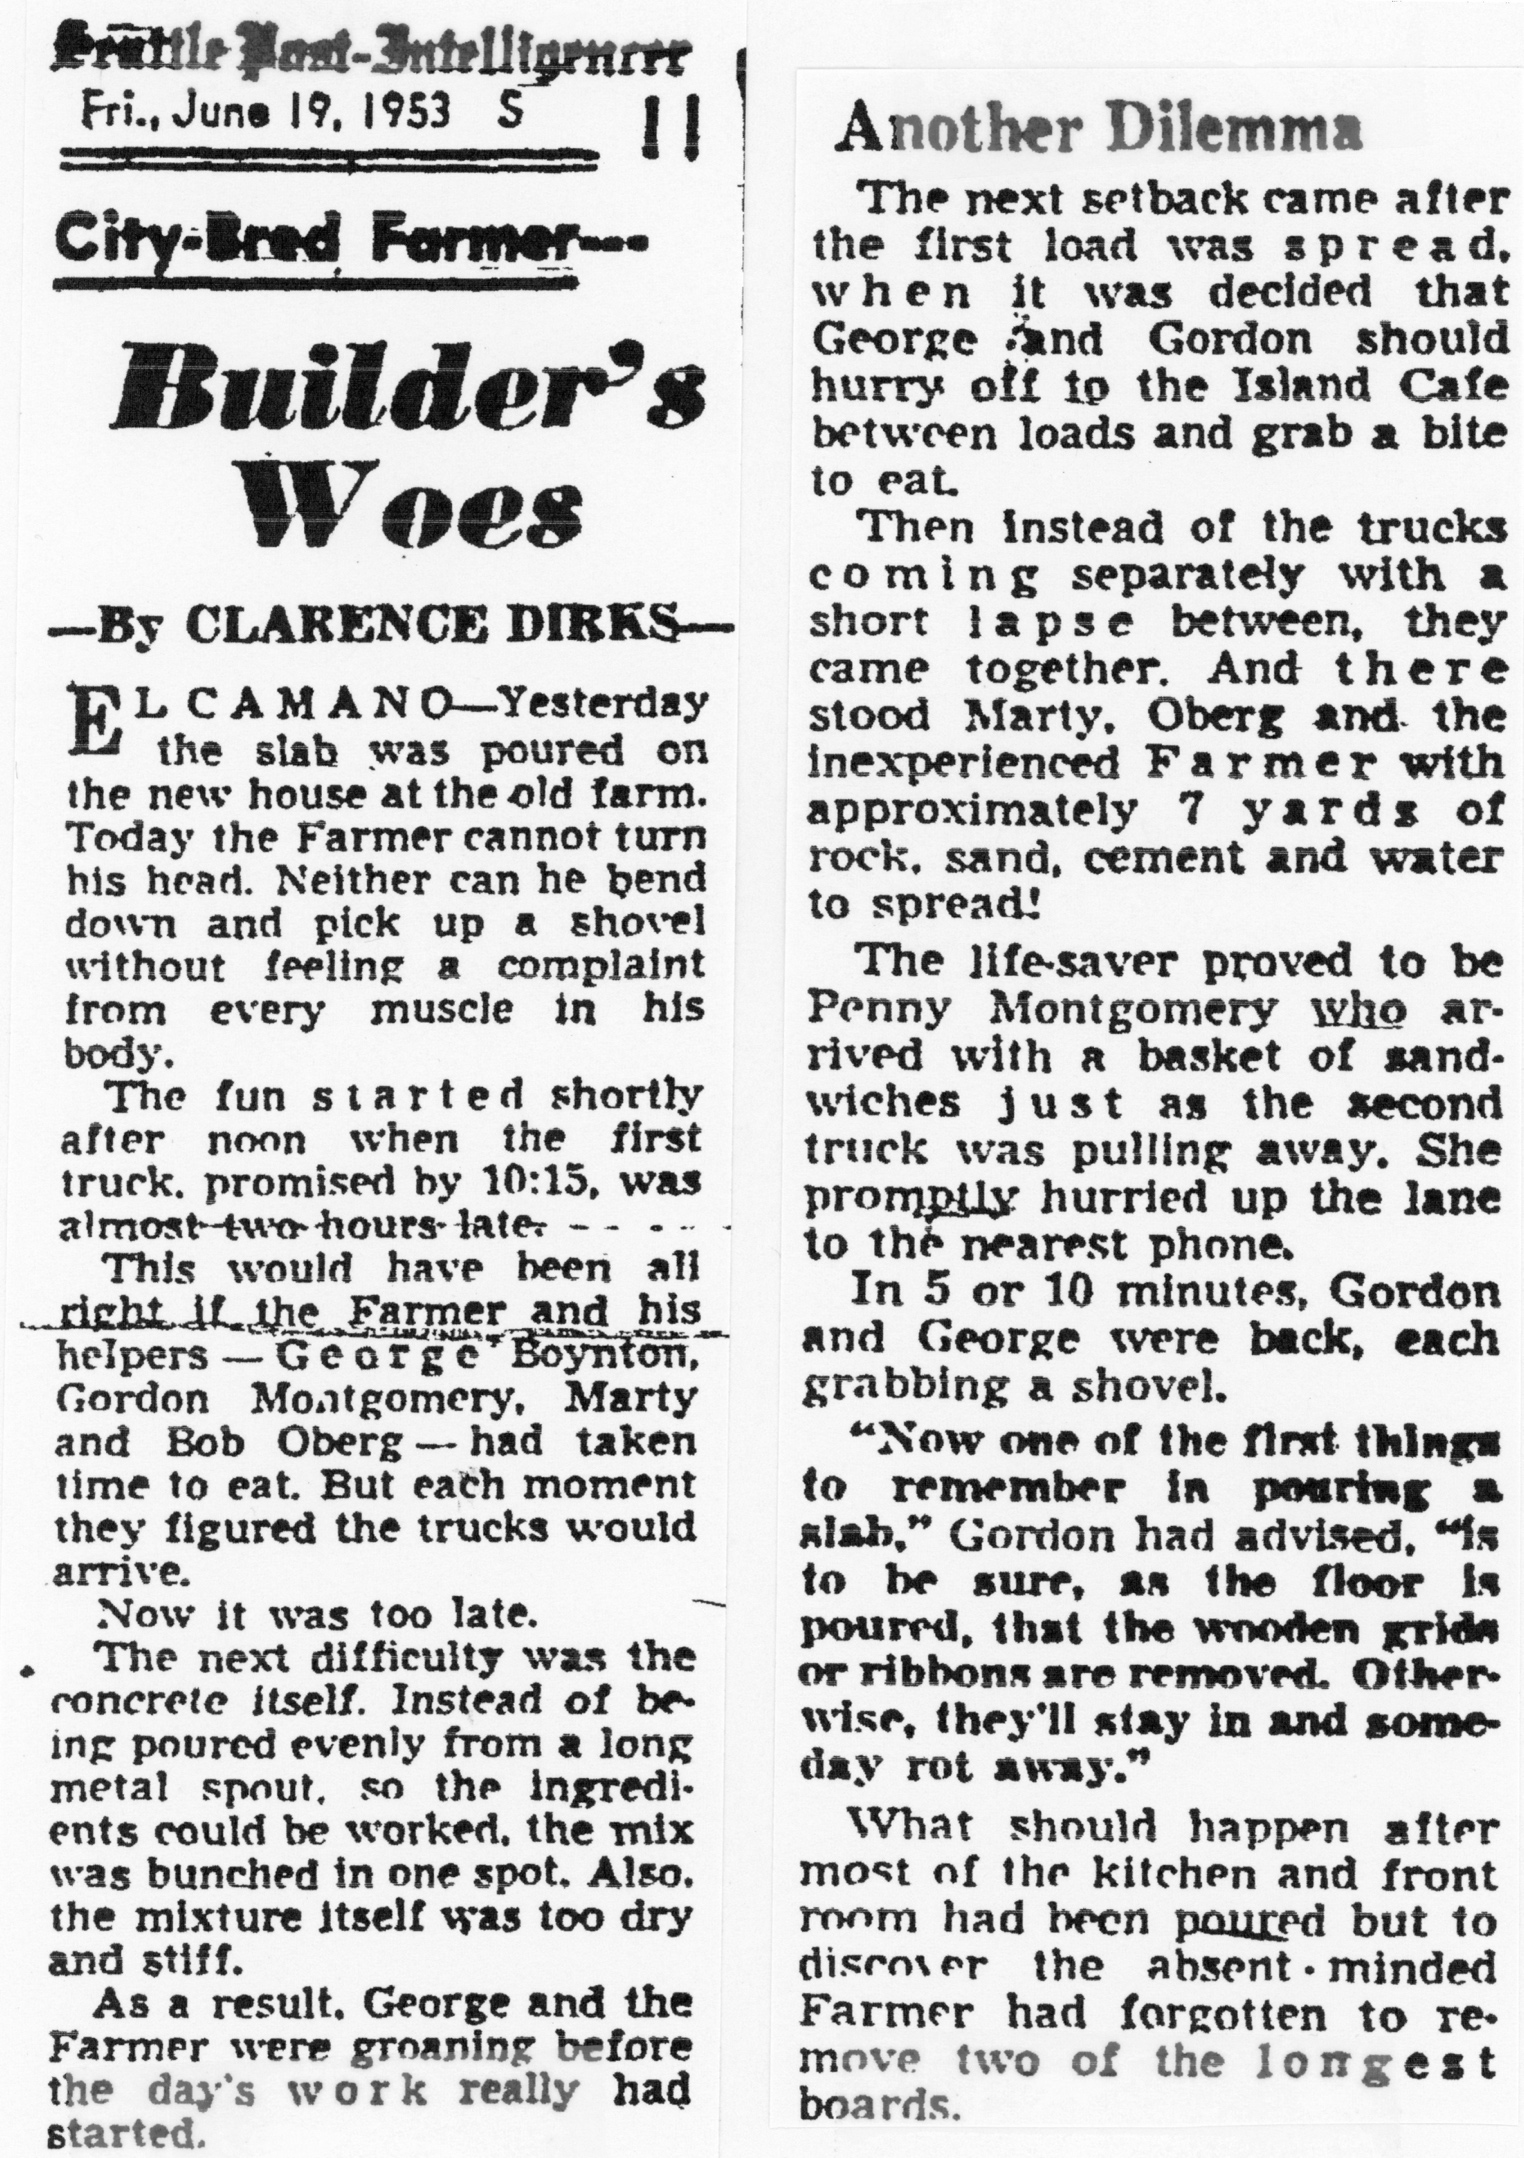 Seattle Post-Intelligencer
Fri., June 19, 1953 S 11
City-Bred Farmer---
Builder's
Woes
—By CLARENCE DIRKS—
EL CAMANO—Yesterday
the slab was poured on
the new house at the old farm.
Today the Farmer cannot turn
his head. Neither can he bend
down and pick up a shovel
without feeling a complaint
from every muscle in his
body.
The fun started shortly
after noon when the first
truck, promised by 10:15, was
almost two hours late.
This would have been all
right if the Farmer and his
helpers — George Boynton,
Gordon Montgomery, Marty
and Bob Oberg — had taken
time to eat. But each moment
they figured the trucks would
arrive.
Now it was too late.
The next difficulty was the
concrete itself. Instead of be-
ing poured evenly from a long
metal spout, so the ingredi-
ents could be worked, the mix
was bunched in one spot. Also,
the mixture itself was too dry
and stiff.
As a result, George and the
Farmer were groaning before
the day's work really had
started.
Another Dilemma
The next setback came after
the first load was spread,
when it was decided that
George and Gordon should
hurry off to the Island Cafe
between loads and grab a bite
to eat.
Then instead of the trucks
coming separately with a
short lapse between, they
came together. And there
stood Marty, Oberg and the
inexperienced Farmer with
approximately 7 yards of
rock, sand, cement and water
to spread!
The life-saver proved to be
Penny Montgomery who ar-
rived with a basket of sand-
wiches just as the second
truck was pulling away. She
promptly hurried up the lane
to the nearest phone.
In 5 or 10 minutes, Gordon
and George were back, each
grabbing a shovel.
"Now one of the first things
to remember in pouring a
slab," Gordon had advised, "is
to be sure, as the floor is
poured, that the wooden grids
or ribbons are removed. Other-
wise, they'll stay in and some-
day rot away."
What should happen after
most of the kitchen and front
room had been poured but to
discover the absent-minded
Farmer had forgotten to re-
move two of the longest
boards.